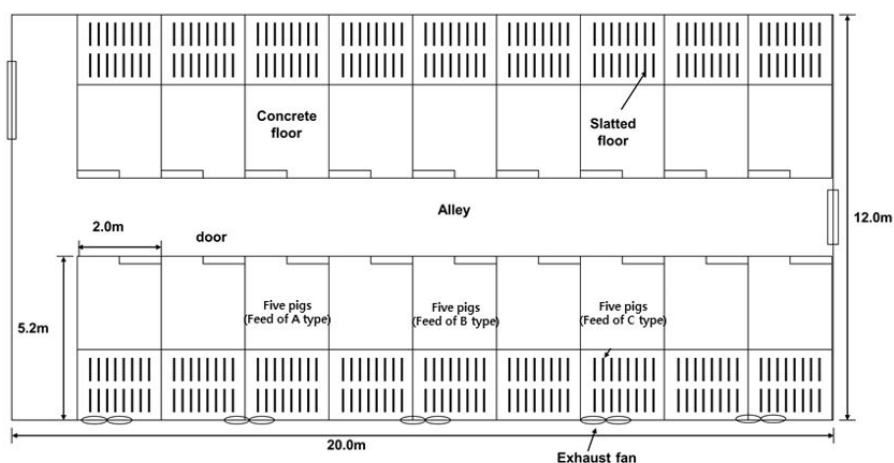 Concrete
floor
Slatted
floor
Alley
12.0m
2.0m
door
5.2m
Five pigs
(Feed of A type)
Five pigs
(Feed of B type)
Five pigs
(Feed of C type)
20.0m
Exhaust fan